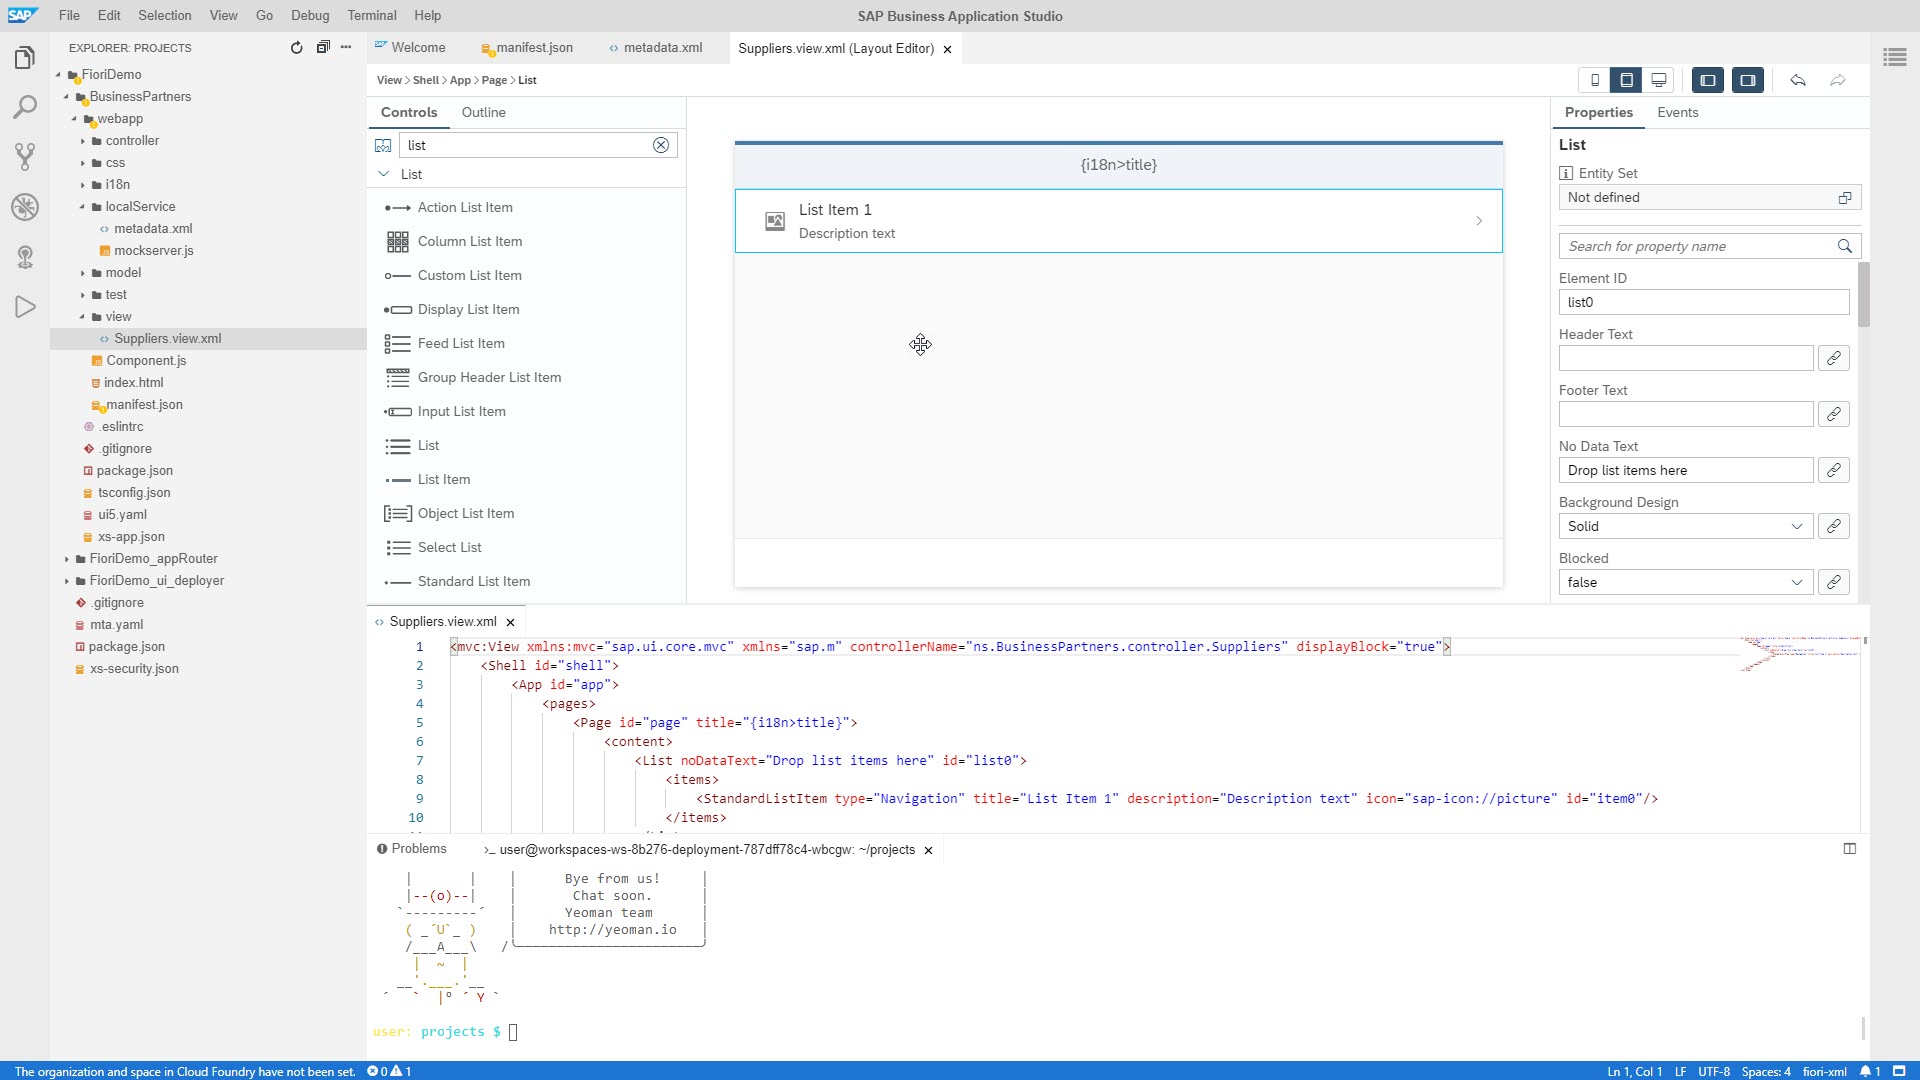 SAP File Edit Selection View Go Debug Terminal Help SAP Business Application Studio
EXPLORER: PROJECTS
FioriDemo
BusinessPartners
webapp
controller
css
i18n
localService
metadata.xml
mockserver.js
model
test
view
Suppliers.view.xml
Component.js
index.html
manifest.json
.eslintrc
.gitignore
package.json
tsconfig.json
ui5.yaml
xs-app.json
FioriDemo_appRouter
FioriDemo_ui_deployer
.gitignore
mta.yaml
package.json
xs-security.json
Welcome manifest.json metadata.xml Suppliers.view.xml (Layout Editor)
View > Shell > App > Page > List
Controls Outline
list
List
Action List Item
Column List Item
Custom List Item
Display List Item
Feed List Item
Group Header List Item
Input List Item
List
List Item
Object List Item
Select List
Standard List Item
{i18n>title}
List Item 1
Description text
Properties Events
List
Entity Set
Not defined
Search for property name
Element ID
list0
Header Text
Footer Text
No Data Text
Drop list items here
Background Design
Solid
Blocked
false
Suppliers.view.xml
1 <mvc:View xmlns:mvc="sap.ui.core.mvc" xmlns="sap.m" controllerName="ns.BusinessPartners.controller.Suppliers" displayBlock="true">
2 <Shell id="shell">
3 <App id="app">
4 <pages>
5 <Page id="page" title="{i18n>title}">
6 <content>
7 <List noDataText="Drop list items here" id="list0">
8 <items>
9 <StandardListItem type="Navigation" title="List Item 1" description="Description text" icon="sap-icon://picture" id="item0"/>
10 </items>
Problems >_ user@workspaces-ws-8b276-deployment-787dff78c4-wbcgw: ~/projects
| | | Bye from us! |
|--(o)--| | Chat soon. |
`---------´ | Yeoman team |
( _´U`_ ) | http://yeoman.io |
/___A___\ /╰──────────────────────╯
| ~ |
__'.___.'__
´ ` |° ´ Y `
user: projects $
The organization and space in Cloud Foundry have not been set. 0 1 Ln 1, Col 1 LF UTF-8 Spaces: 4 fiori-xml 1